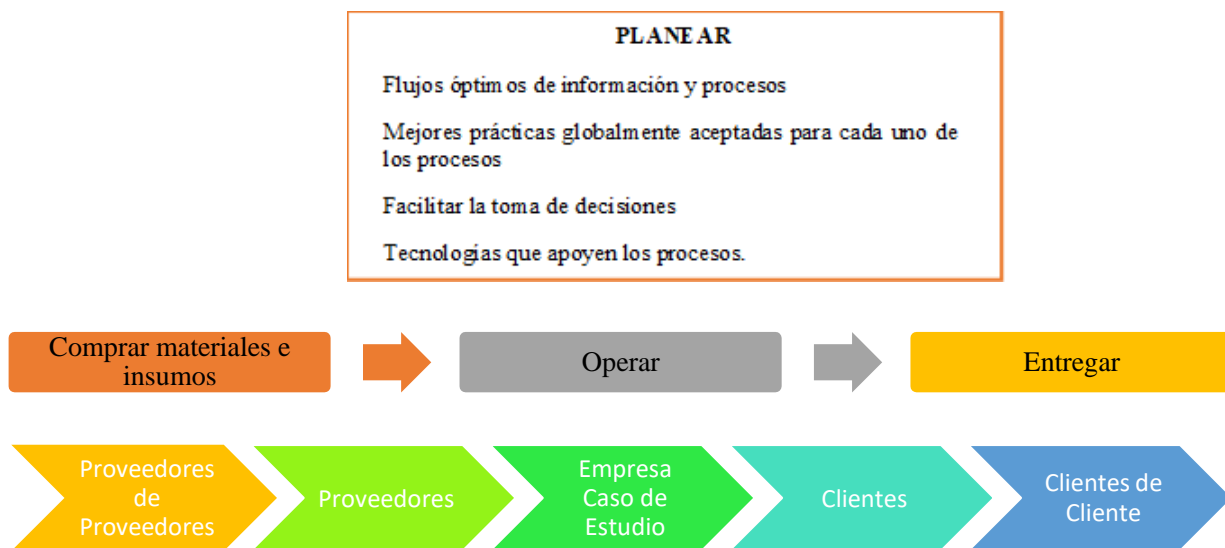 PLANEAR
Flujos óptimos de información y procesos
Mejores prácticas globalmente aceptadas para cada uno de
los procesos
Facilitar la toma de decisiones
Tecnologías que apoyen los procesos.
Comprar materiales e
insumos
Operar
Entregar
Proveedores
de
Proveedores
Proveedores
Empresa
Caso de
Estudio
Clientes
Clientes de
Cliente